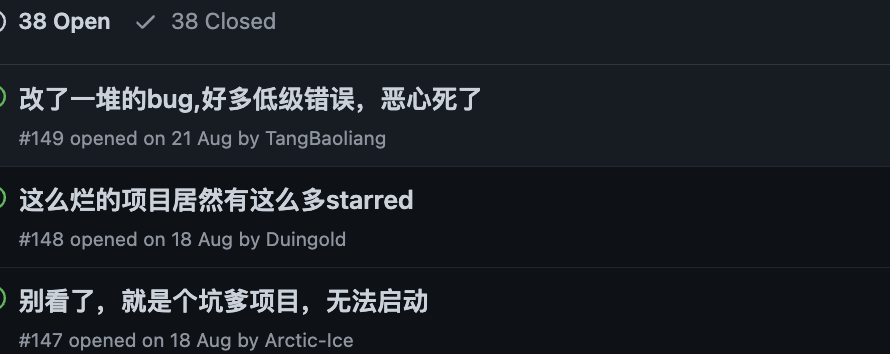 38 Open 38 Closed
改了一堆的bug,好多低级错误，恶心死了
#149 opened on 21 Aug by TangBaoliang
这么烂的项目居然有这么多starred
#148 opened on 18 Aug by Duingold
别看了，就是个坑爹项目，无法启动
#147 opened on 18 Aug by Arctic-Ice